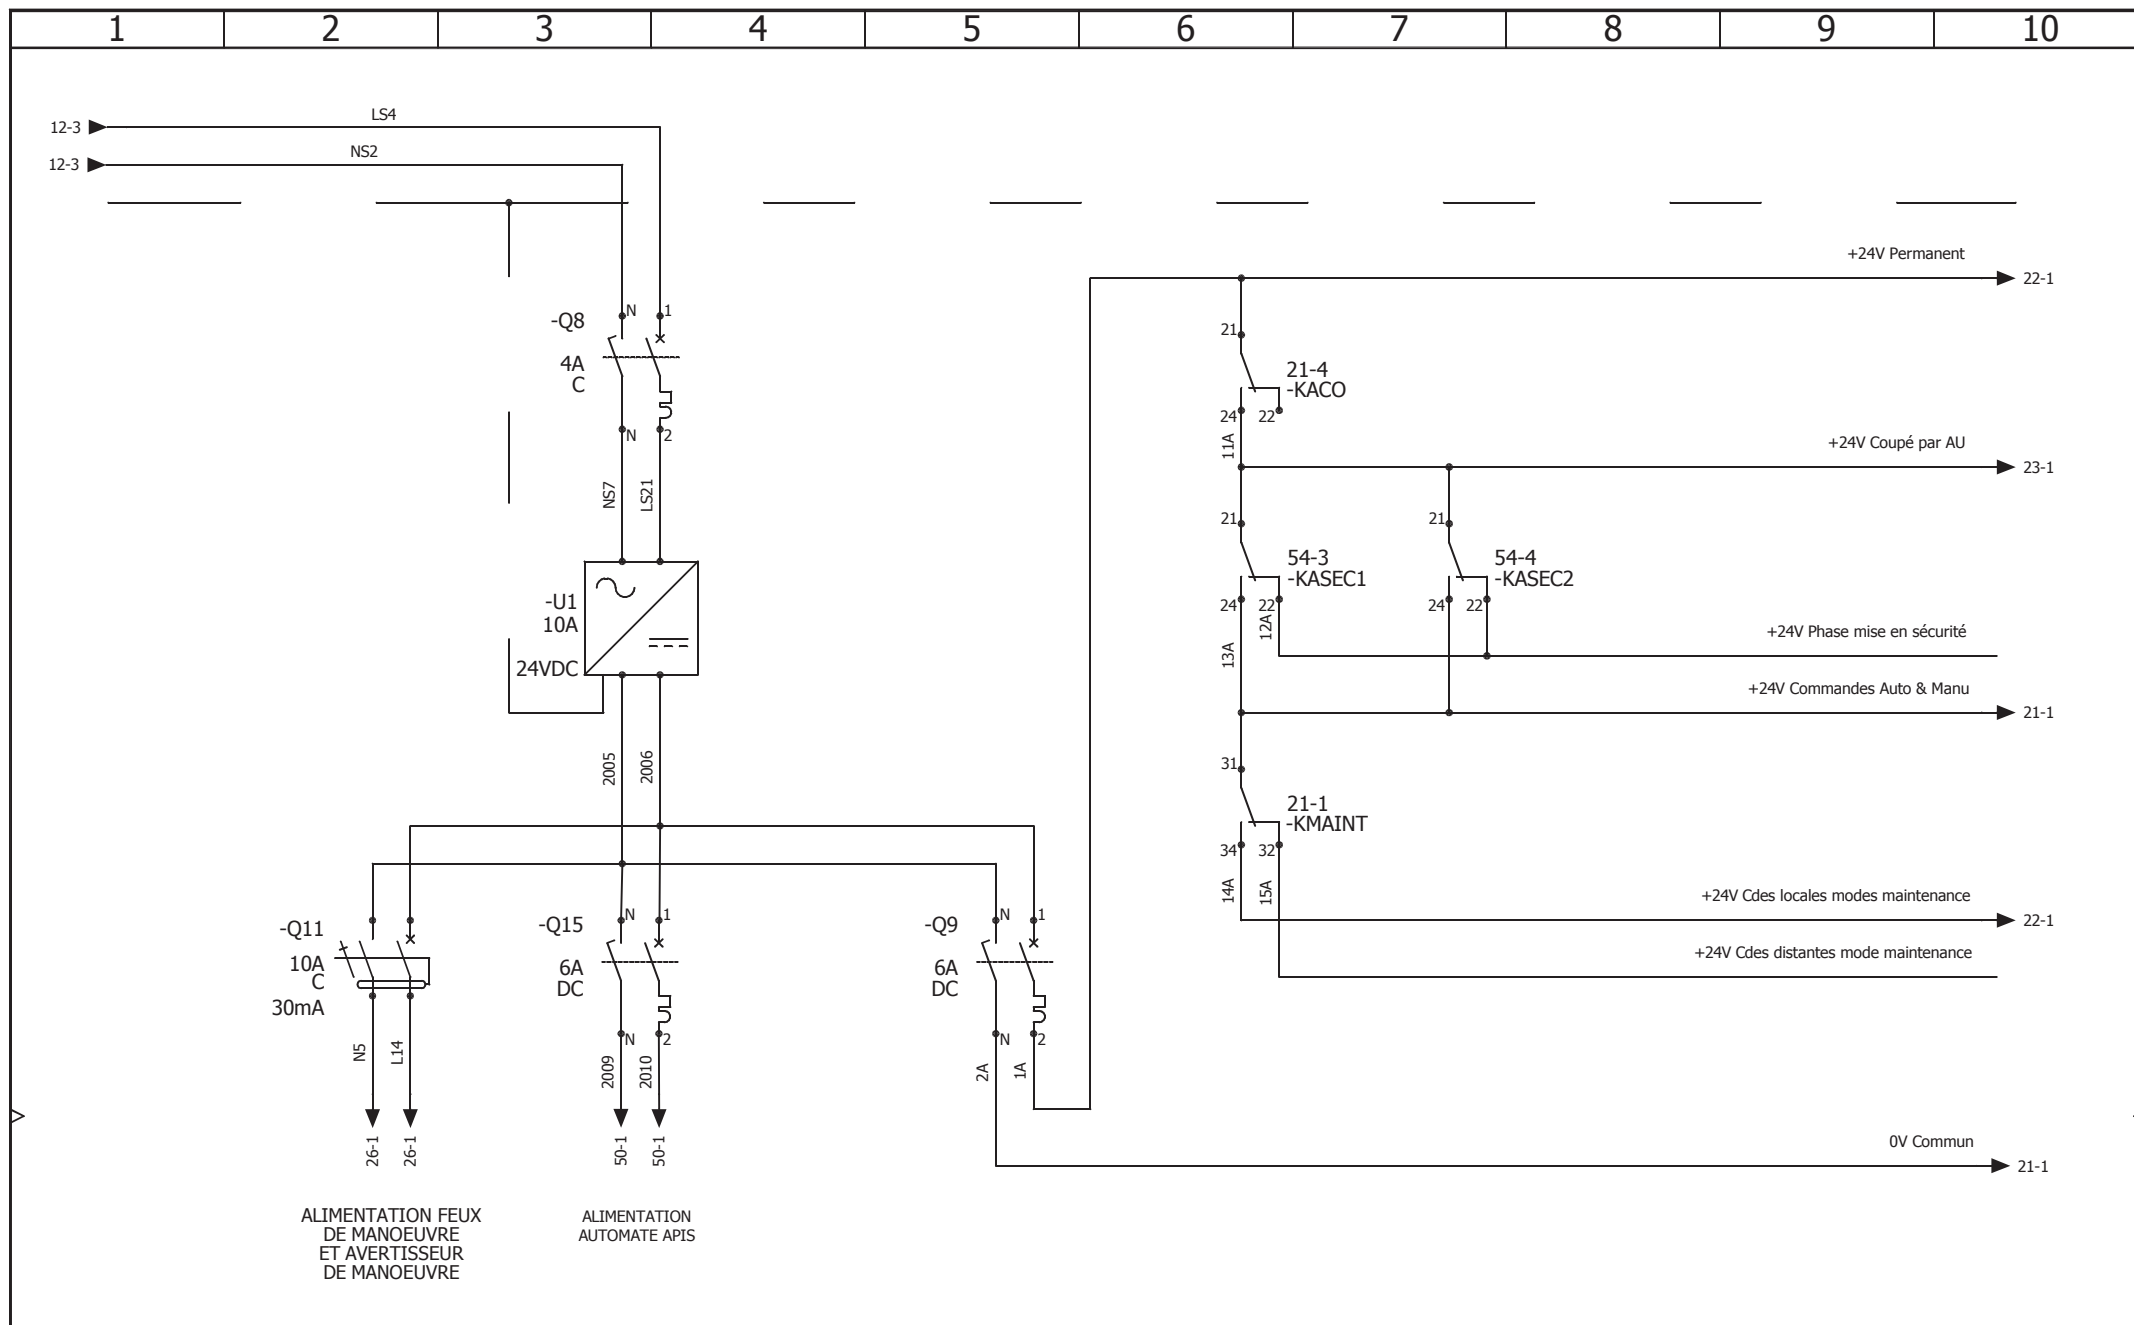 1 2 3 4 5 6 7 8 9 10
12-3 LS4
12-3 NS2
+24V Permanent
22-1
-Q8
4A
C
N 1
N 2
NS7
LS21
-U1
10A
24VDC
2005
2006
21
21-4
-KACO
24 22
11A
+24V Coupé par AU
23-1
21
54-3
-KASEC1
24 22
12A
13A
21
54-4
-KASEC2
24 22
+24V Phase mise en sécurité
+24V Commandes Auto & Manu
21-1
31
21-1
-KMAINT
34 32
14A
15A
+24V Cdes locales modes maintenance
22-1
+24V Cdes distantes mode maintenance
-Q11
10A
C
30mA
N5
L14
26-1
26-1
-Q15
6A
DC
N 1
N 2
2009
2010
50-1
50-1
-Q9
6A
DC
N 1
N 2
2A
1A
0V Commun
21-1
ALIMENTATION FEUX
DE MANOEUVRE
ET AVERTISSEUR
DE MANOEUVRE
ALIMENTATION
AUTOMATE APIS